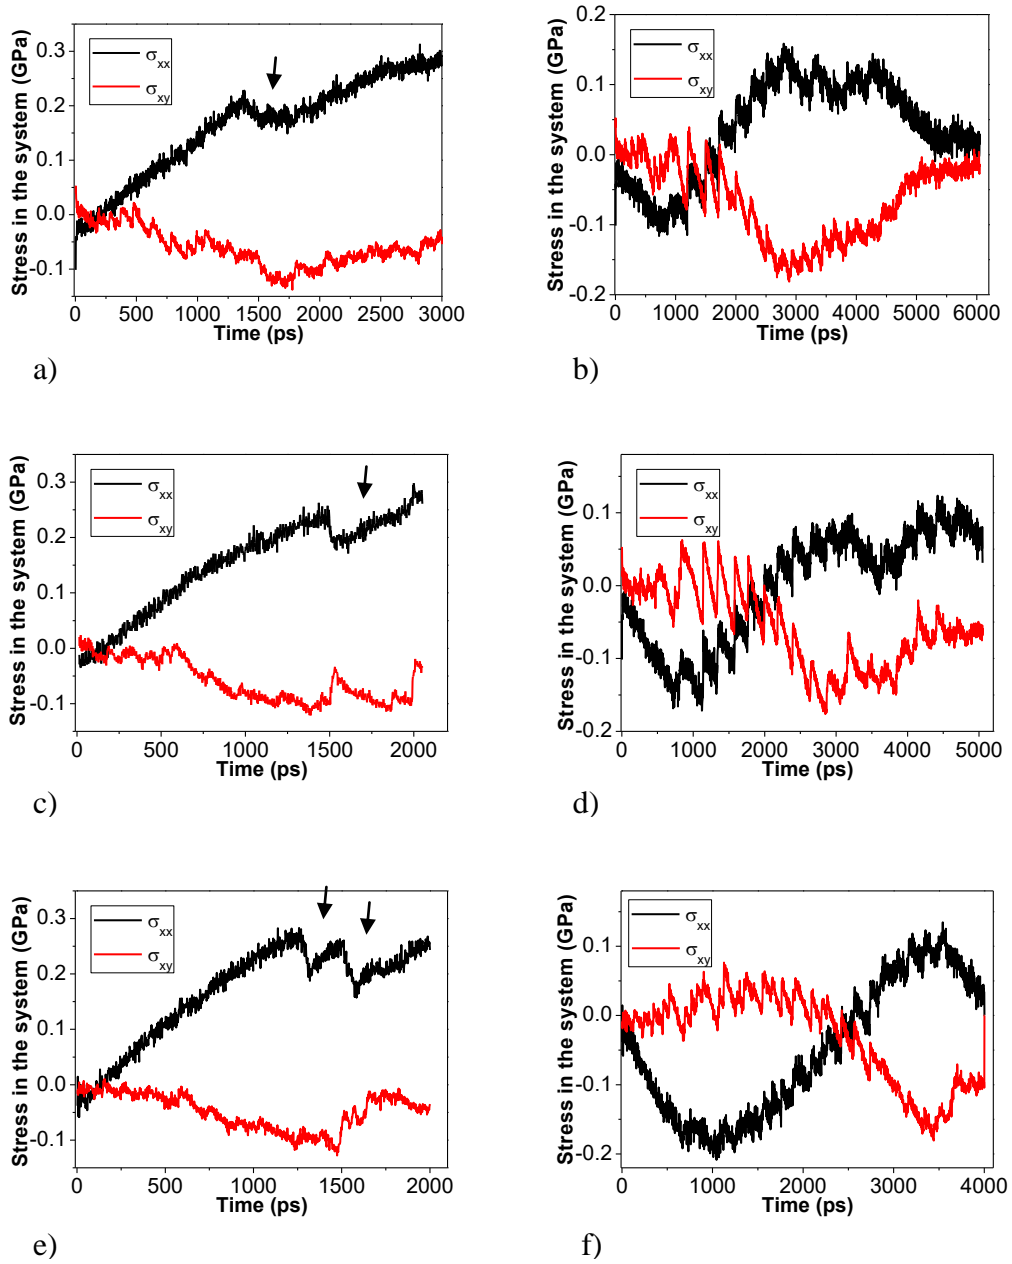 Stress in the system (GPa)
0.3
0.2
0.1
0.0
-0.1
σxx
σxy
0 500 1000 1500 2000 2500 3000
Time (ps)
a)
Stress in the system (GPa)
0.2
0.1
0.0
-0.1
-0.2
σxx
σxy
0 1000 2000 3000 4000 5000 6000
Time (ps)
b)
Stress in the system (GPa)
0.3
0.2
0.1
0.0
-0.1
σxx
σxy
0 500 1000 1500 2000
Time (ps)
c)
Stress in the system (GPa)
0.1
0.0
-0.1
-0.2
σxx
σxy
0 1000 2000 3000 4000 5000
Time (ps)
d)
Stress in the system (GPa)
0.3
0.2
0.1
0.0
-0.1
σxx
σxy
0 500 1000 1500 2000
Time (ps)
e)
Stress in the system (GPa)
0.1
0.0
-0.1
-0.2
σxx
σxy
0 1000 2000 3000 4000
Time (ps)
f)